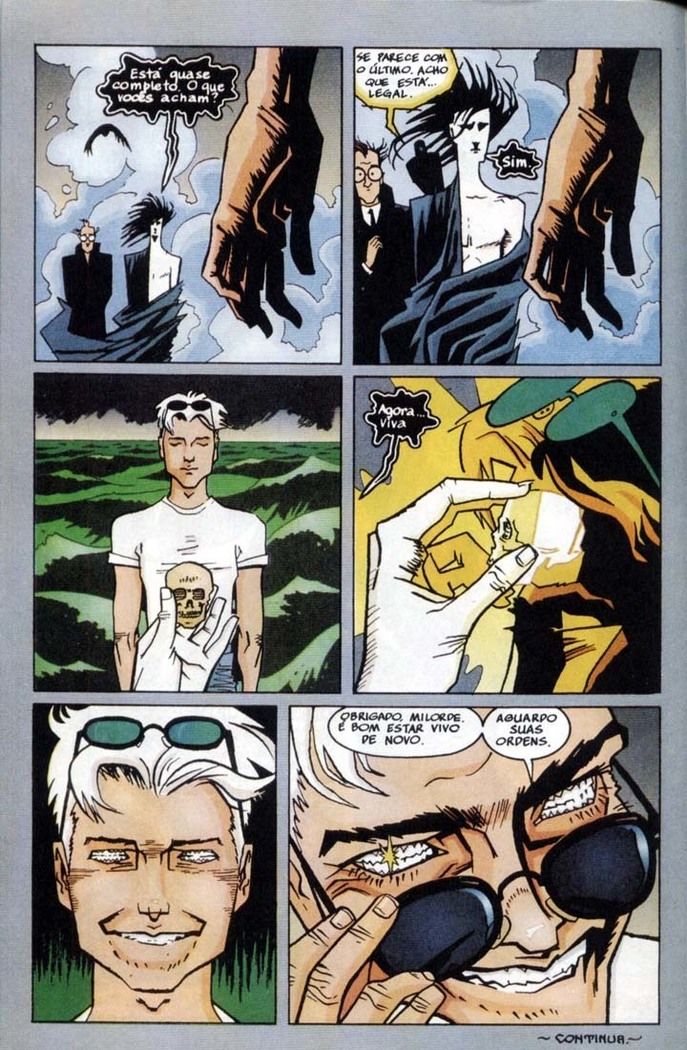 Está quase
completo. O que
vocês acham?
SE PARECE COM
O ÚLTIMO. ACHO
QUE ESTÁ...
LEGAL.
Sim.
Agora...
viva
OBRIGADO, MILORDE.
É BOM ESTAR VIVO
DE NOVO.
AGUARDO
SUAS
ORDENS.
~CONTINUA.~